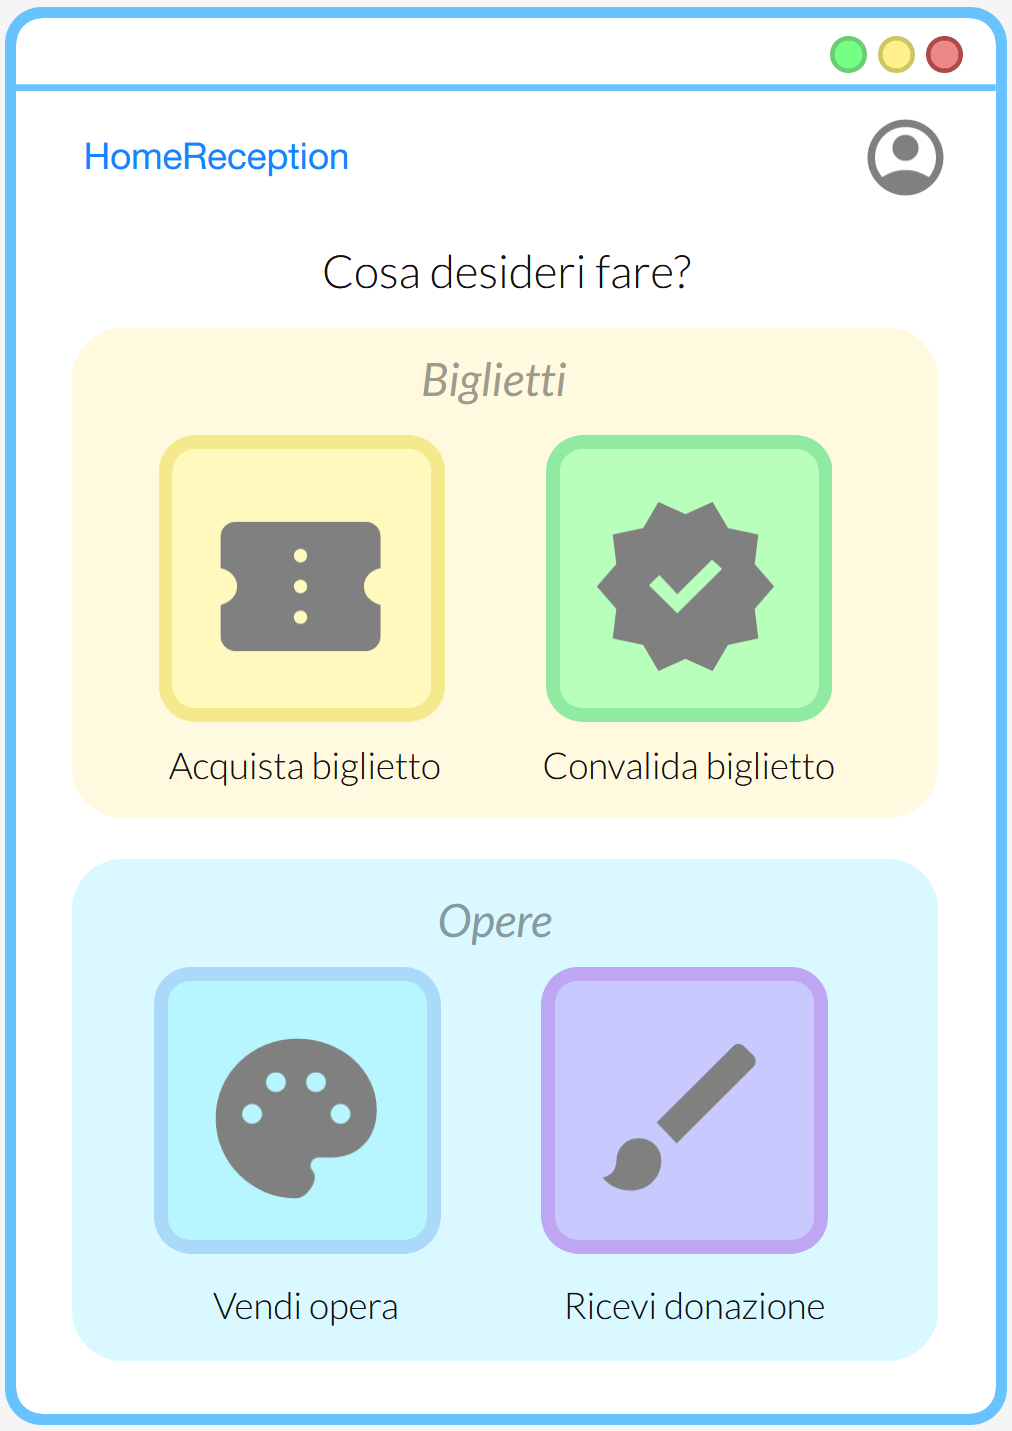 HomeReception
Cosa desideri fare?
Biglietti
Acquista biglietto
Convalida biglietto
Opere
Vendi opera
Ricevi donazione